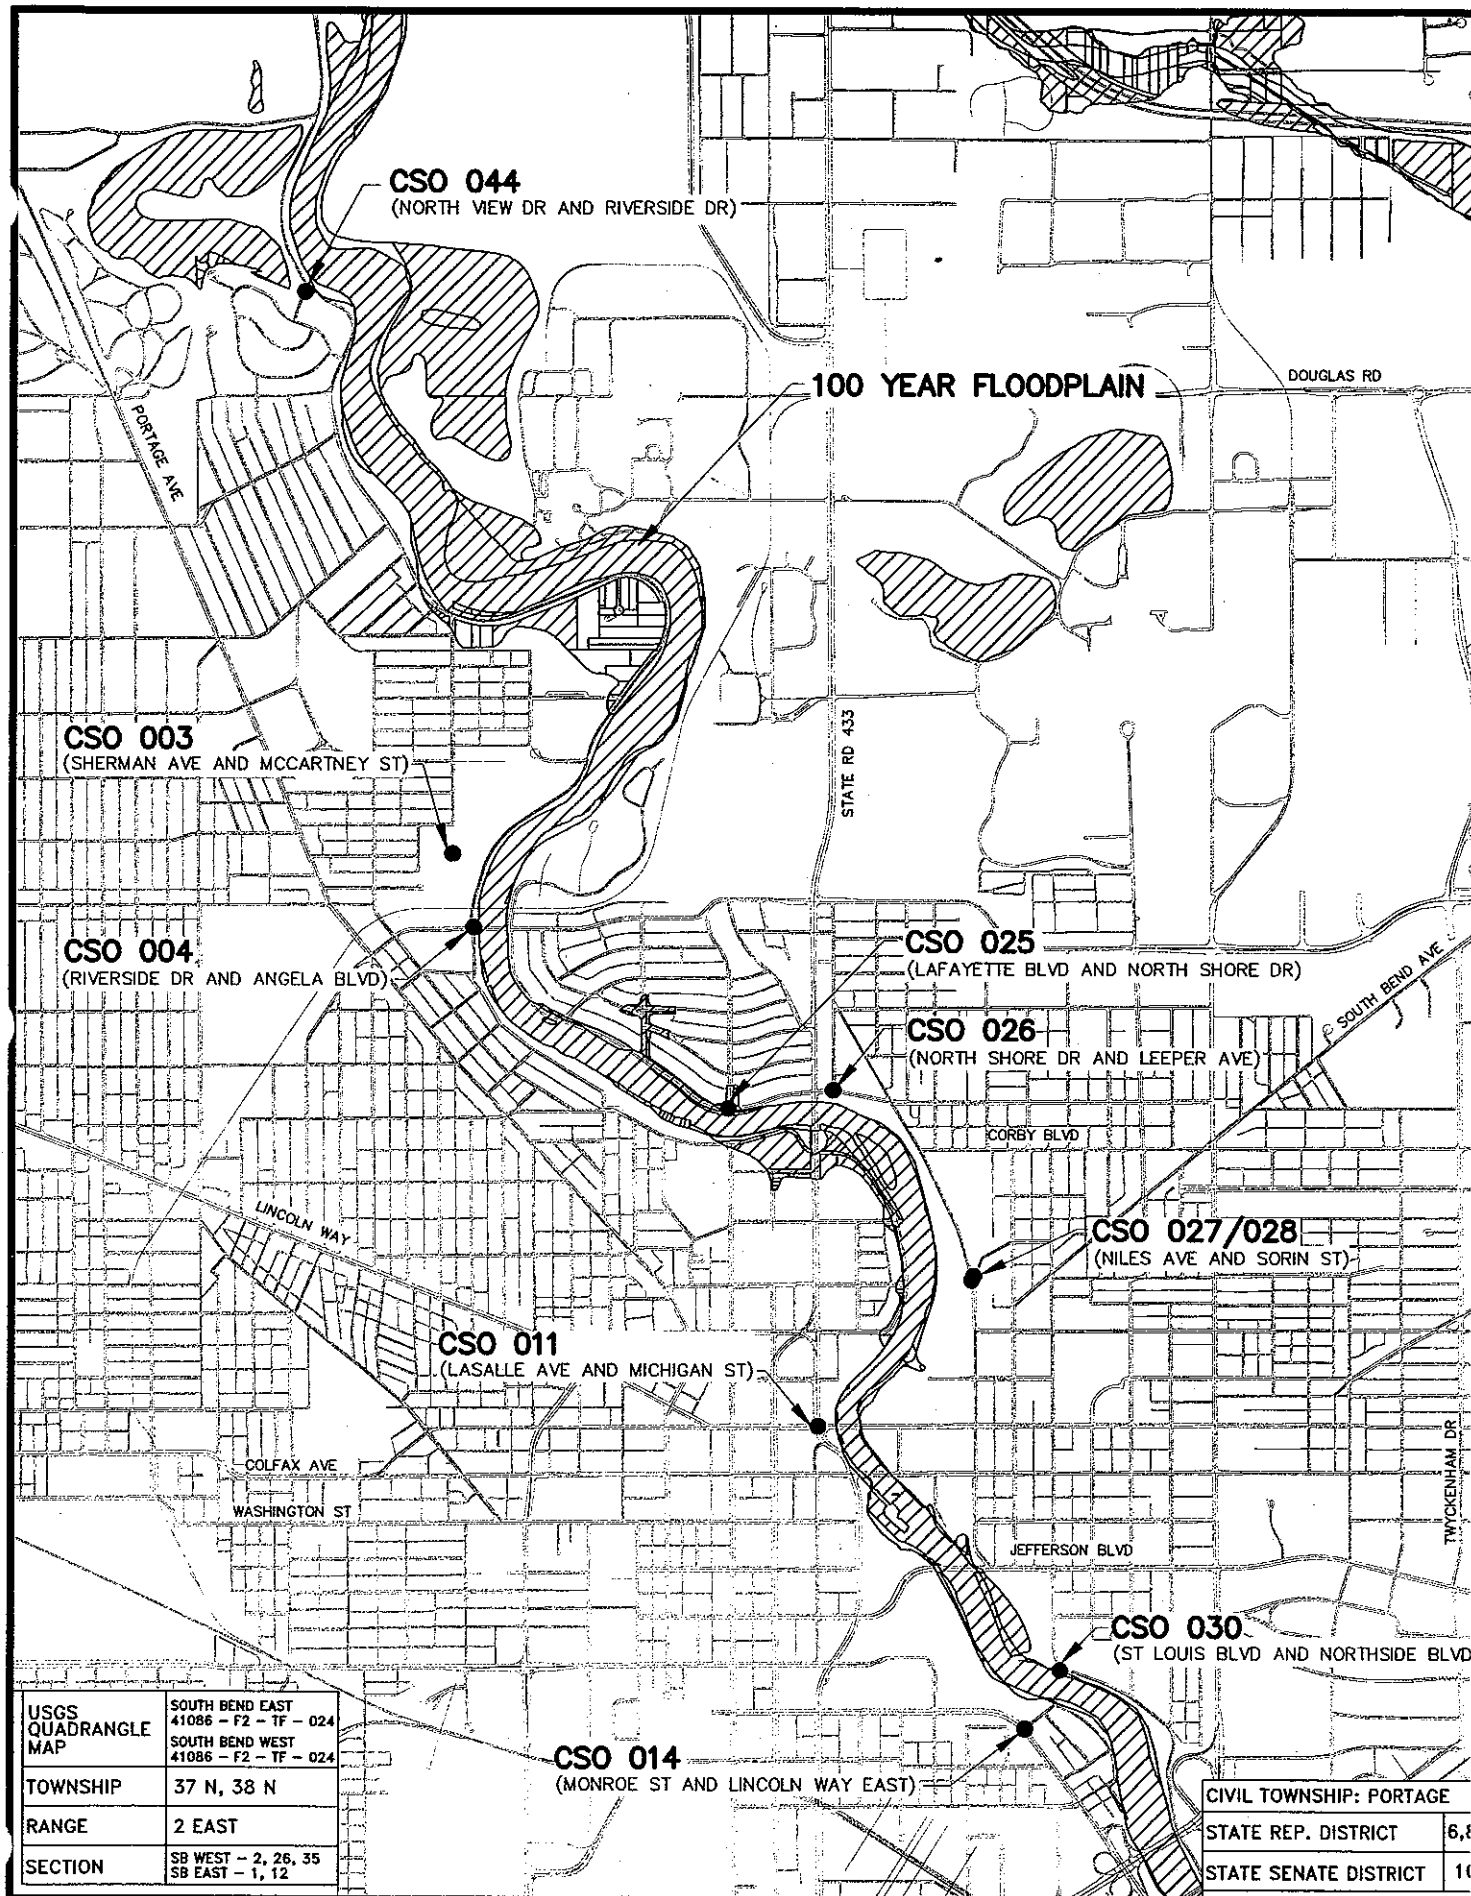 CSO 044
(NORTH VIEW DR AND RIVERSIDE DR)
100 YEAR FLOODPLAIN
DOUGLAS RD
PORTAGE AVE
STATE RD 433
CSO 003
(SHERMAN AVE AND MCCARTNEY ST)
CSO 004
(RIVERSIDE DR AND ANGELA BLVD)
CSO 025
(LAFAYETTE BLVD AND NORTH SHORE DR)
SOUTH BEND AVE
CSO 026
(NORTH SHORE DR AND LEEPER AVE)
CORBY BLVD
LINCOLN WAY
CSO 027/028
(NILES AVE AND SORIN ST)
CSO 011
(LASALLE AVE AND MICHIGAN ST)
COLFAX AVE
WASHINGTON ST
TWYCKENHAM DR
JEFFERSON BLVD
CSO 030
(ST LOUIS BLVD AND NORTHSIDE BLVD
CSO 014
(MONROE ST AND LINCOLN WAY EAST)
USGS QUADRANGLE MAP
SOUTH BEND EAST
41086 - F2 - TF - 024
SOUTH BEND WEST
41086 - F2 - TF - 024
TOWNSHIP 37 N, 38 N
RANGE 2 EAST
SECTION
SB WEST - 2, 26, 35
SB EAST - 1, 12
CIVIL TOWNSHIP: PORTAGE
STATE REP. DISTRICT
STATE SENATE DISTRICT